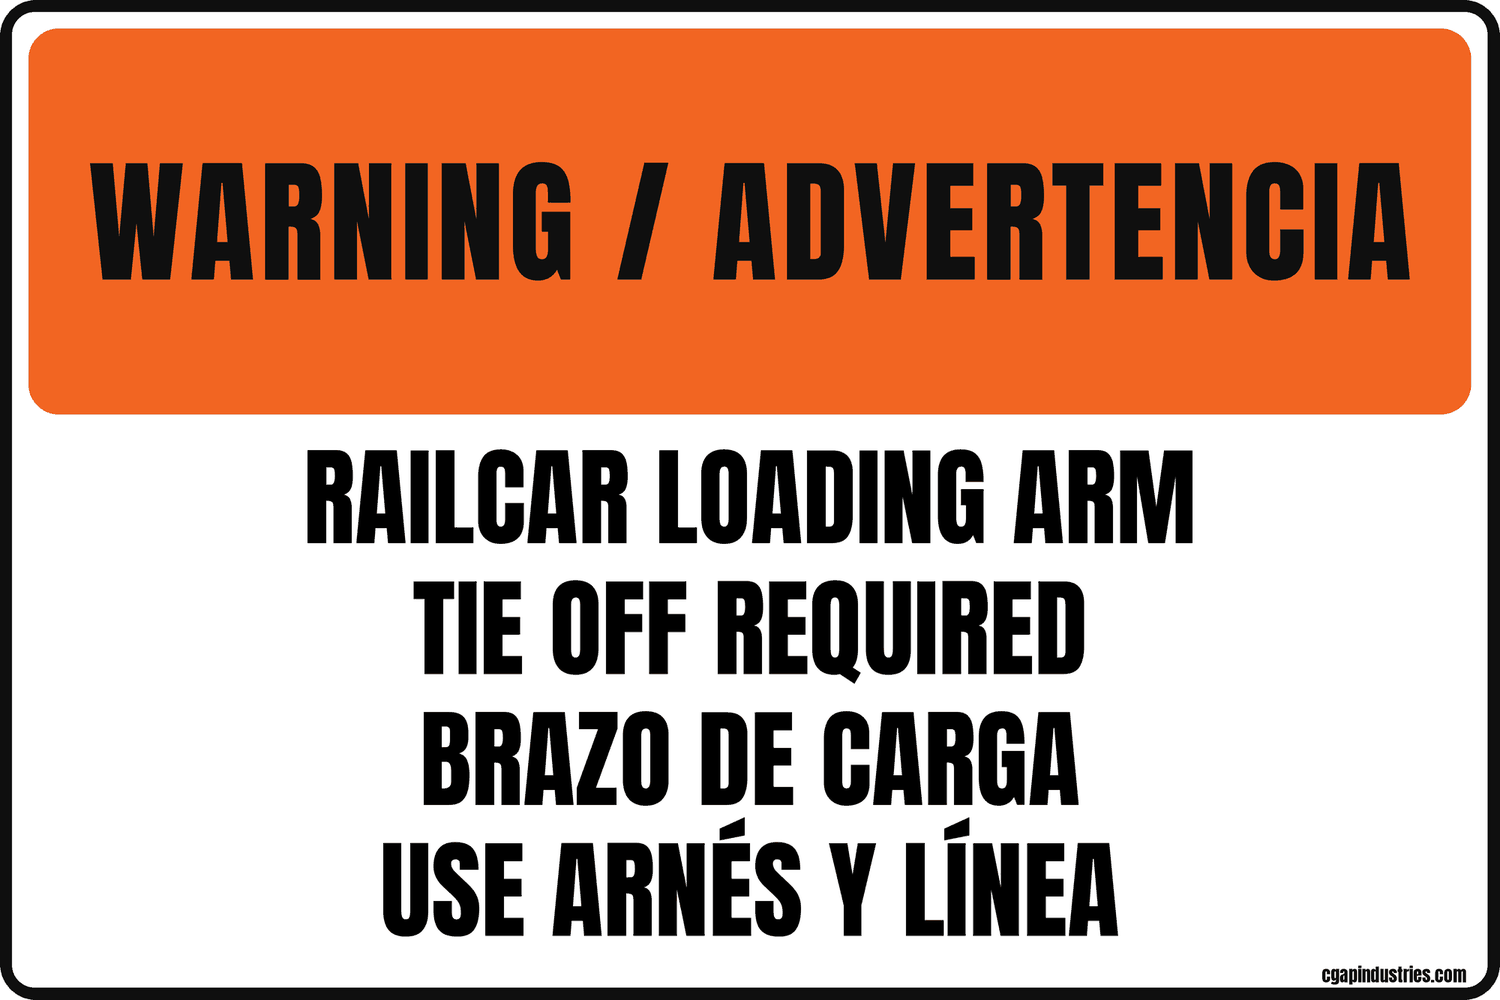 WARNING / ADVERTENCIA
RAILCAR LOADING ARM
TIE OFF REQUIRED
BRAZO DE CARGA
USE ARNÉS Y LÍNEA
cgapindustries.com